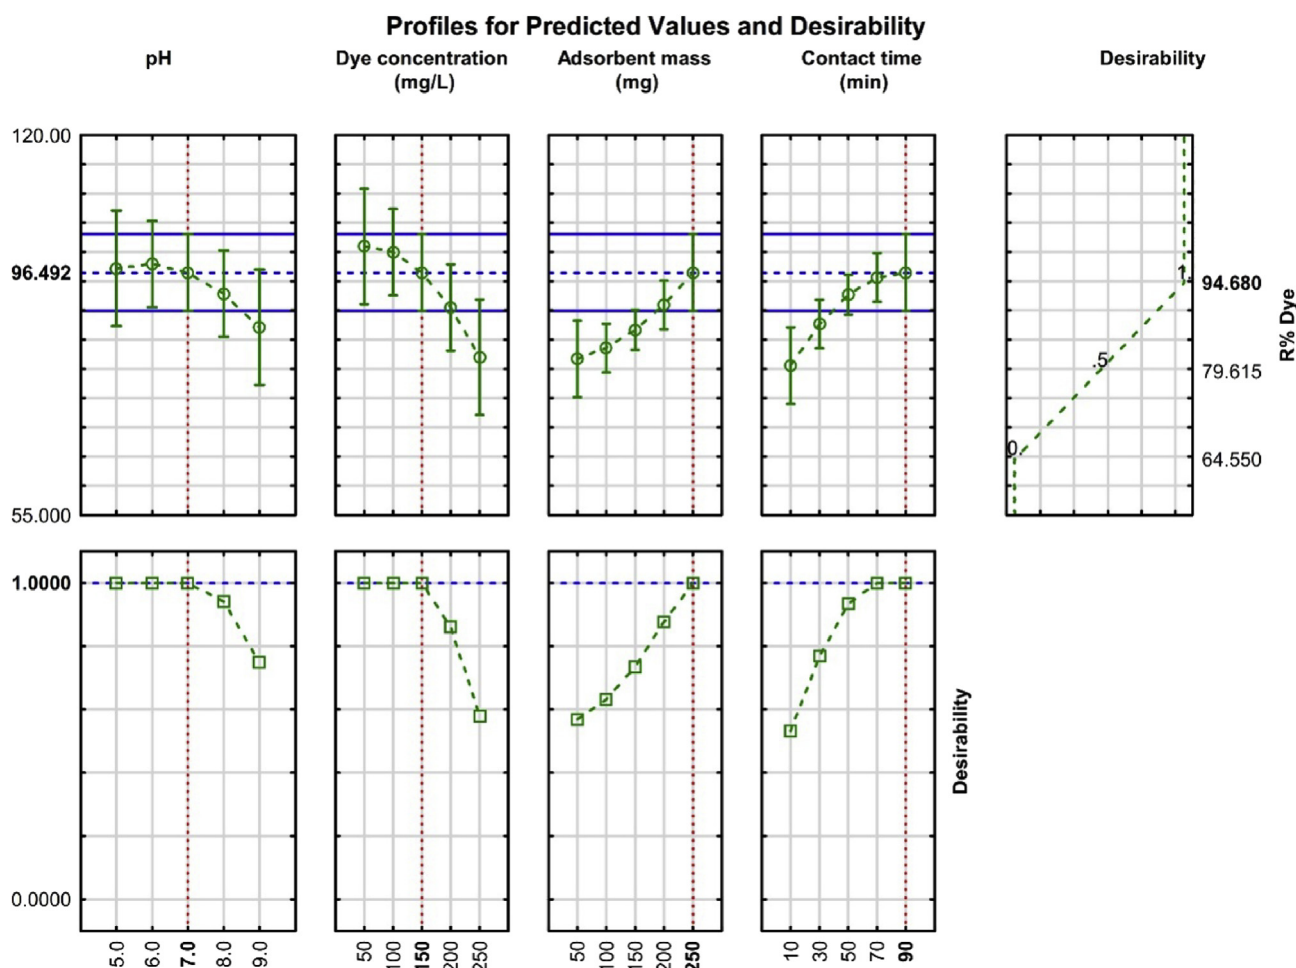 Profiles for Predicted Values and Desirability
pH
Dye concentration
(mg/L)
Adsorbent mass
(mg)
Contact time
(min)
Desirability
120.00
96.492
55.000
1.
.5
0.
94.680
79.615
64.550
R% Dye
1.0000
0.0000
Desirability
5.0
6.0
7.0
8.0
9.0
50
100
150
200
250
50
100
150
200
250
10
30
50
70
90